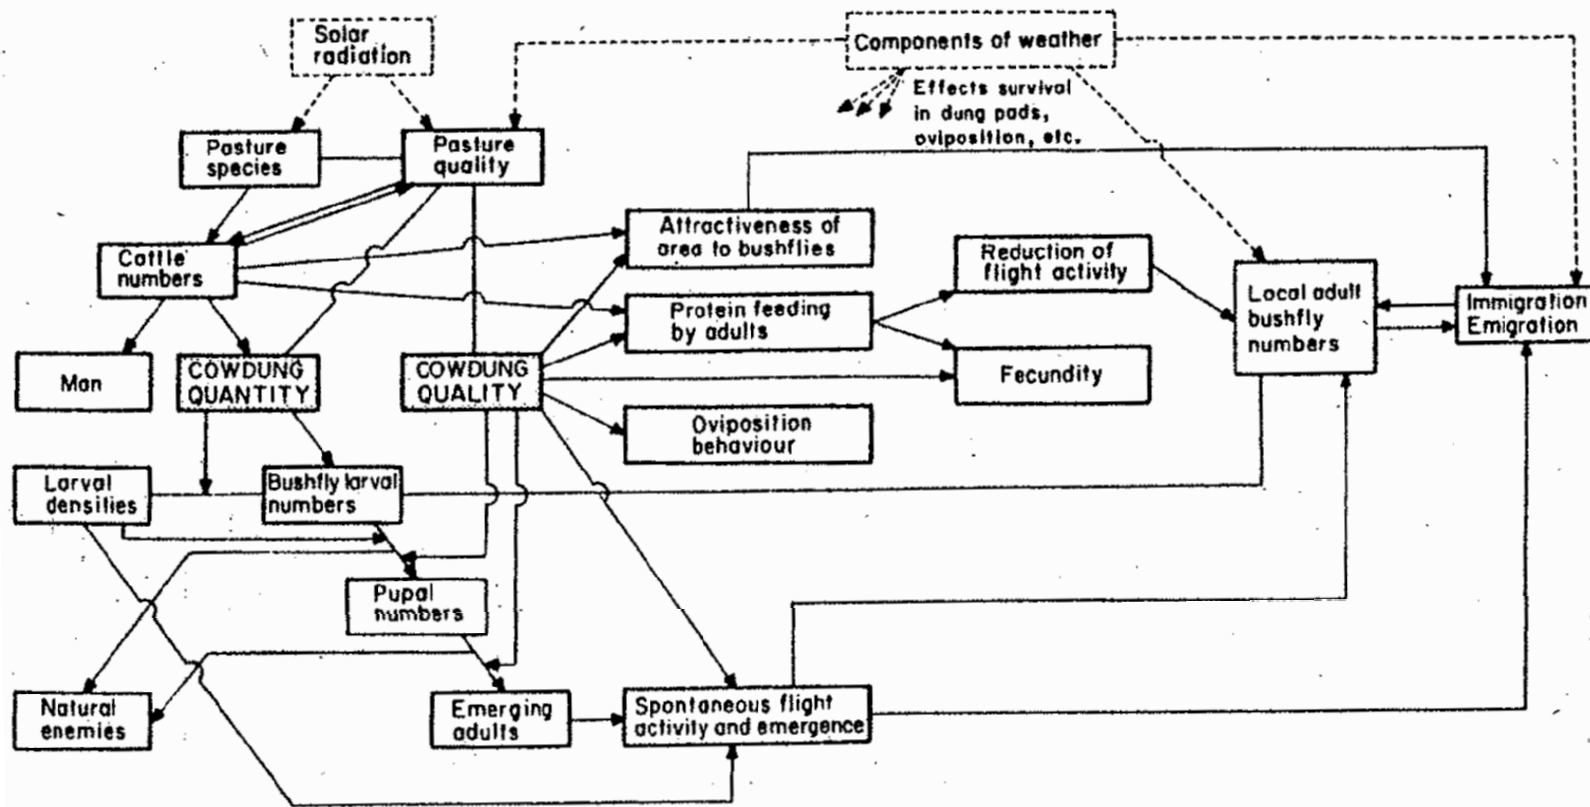 Solar
radiation
Components of weather
Effects survival
in dung pads,
oviposition, etc.
Pasture
species
Pasture
quality
Attractiveness of
area to bushflies
Reduction of
flight activity
Cattle
numbers
Protein feeding
by adults
Local adult
bushfly
numbers
Immigration
Emigration
Man
COWDUNG
QUANTITY
COWDUNG
QUALITY
Fecundity
Oviposition
behaviour
Larval
densities
Bushfly larval
numbers
Pupal
numbers
Natural
enemies
Emerging
adults
Spontaneous flight
activity and emergence